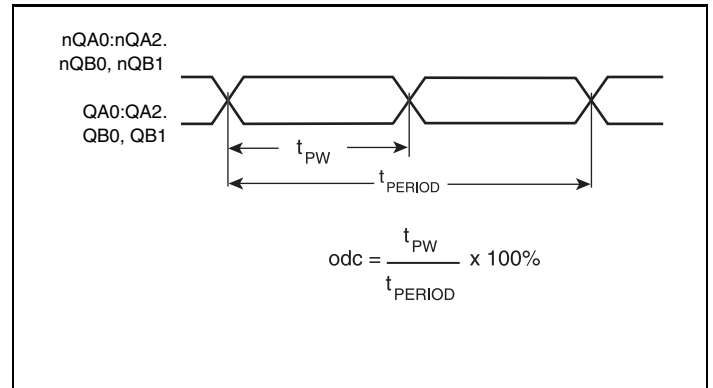 nQA0:nQA2.
nQB0, nQB1
QA0:QA2.
QB0, QB1
tPW
tPERIOD
odc = tPW / tPERIOD x 100%